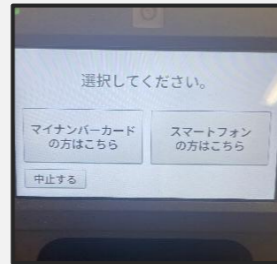 選択してください。
マイナンバーカード
の方はこちら
スマートフォン
の方はこちら
中止する